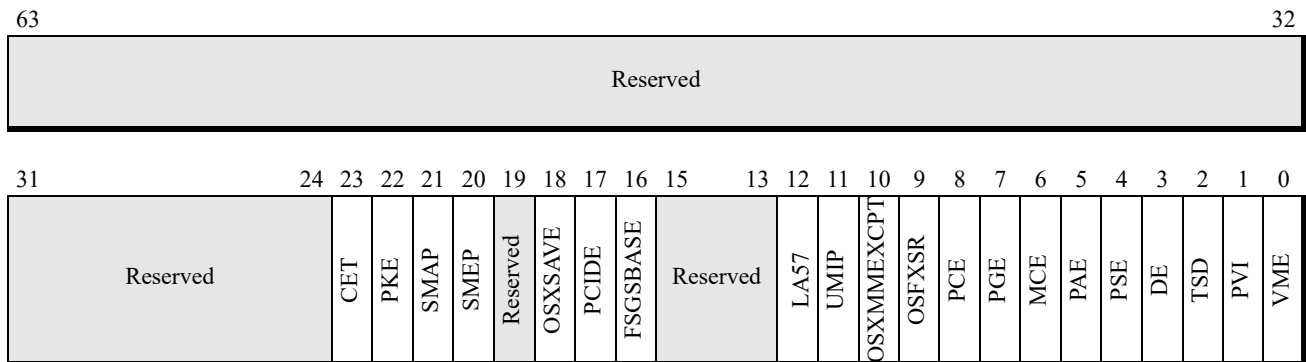 63 32
Reserved
31 24 23 22 21 20 19 18 17 16 15 13 12 11 10 9 8 7 6 5 4 3 2 1 0
Reserved CET PKE SMAP SMEP Reserved OSXSAVE PCIDE FSGSBASE Reserved LA57 UMIP OSXMMEXCPT OSFXSR PCE PGE MCE PAE PSE DE TSD PVI VME